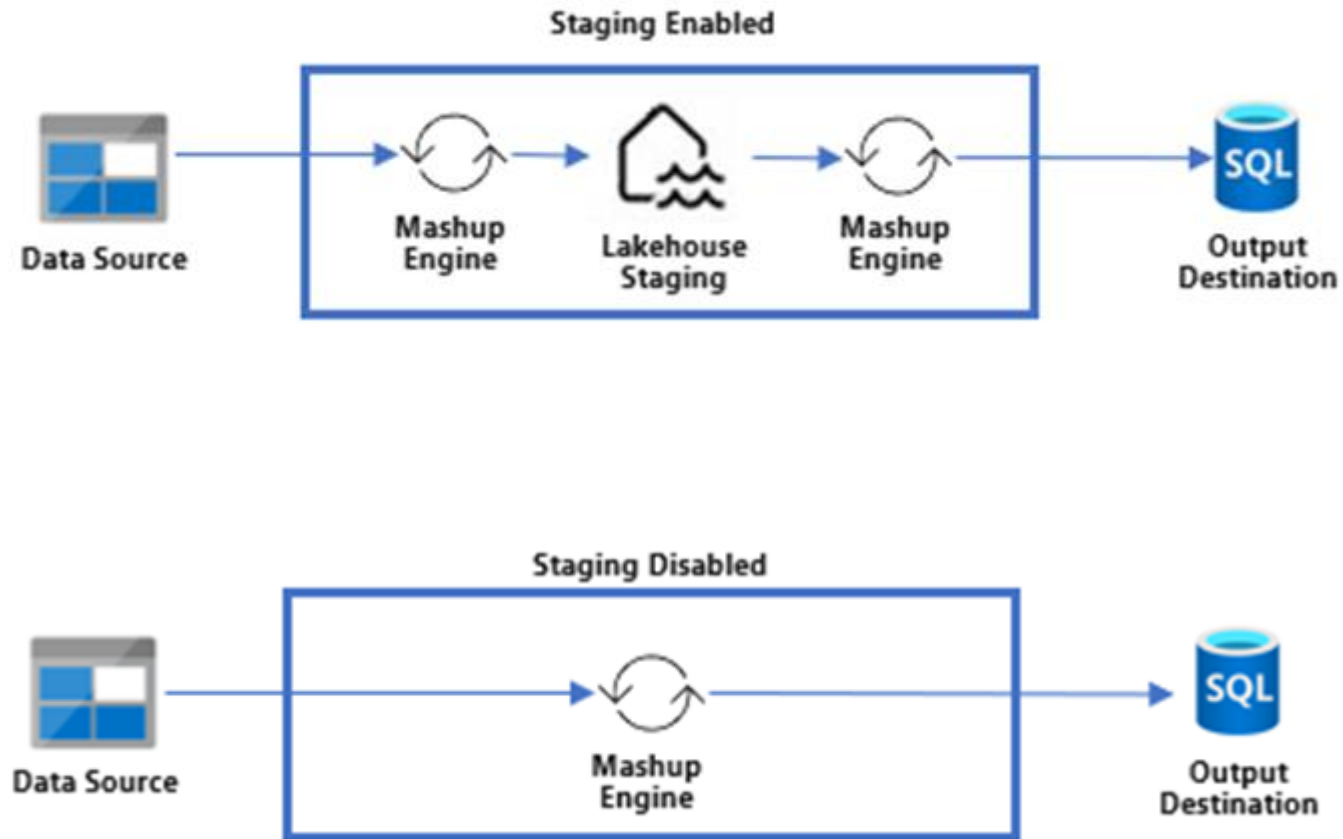 Staging Enabled
SQL
Data Source
Mashup
Engine
Lakehouse
Staging
Mashup
Engine
Output
Destination
Staging Disabled
SQL
Data Source
Mashup
Engine
Output
Destination